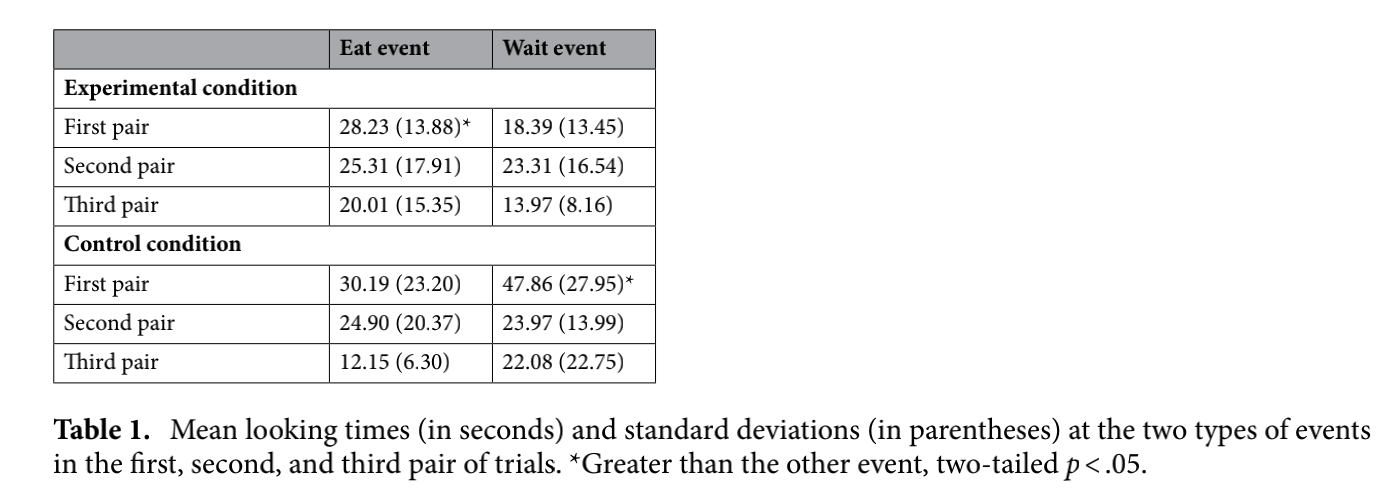 Eat event Wait event
Experimental condition
First pair 28.23 (13.88)* 18.39 (13.45)
Second pair 25.31 (17.91) 23.31 (16.54)
Third pair 20.01 (15.35) 13.97 (8.16)
Control condition
First pair 30.19 (23.20) 47.86 (27.95)*
Second pair 24.90 (20.37) 23.97 (13.99)
Third pair 12.15 (6.30) 22.08 (22.75)
Table 1. Mean looking times (in seconds) and standard deviations (in parentheses) at the two types of events
in the first, second, and third pair of trials. *Greater than the other event, two-tailed p < .05.